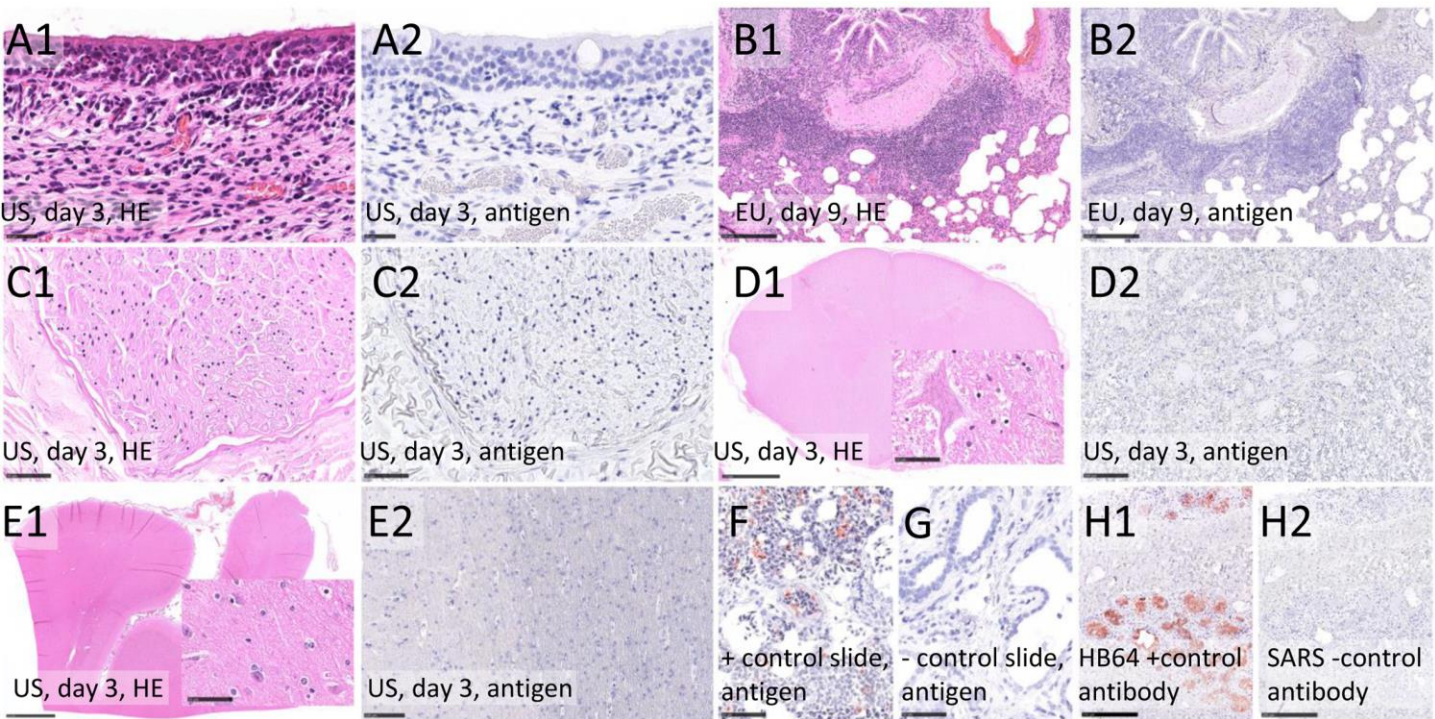 A1
US, day 3, HE
A2
US, day 3, antigen
B1
EU, day 9, HE
B2
EU, day 9, antigen
C1
US, day 3, HE
C2
US, day 3, antigen
D1
US, day 3, HE
D2
US, day 3, antigen
E1
US, day 3, HE
E2
US, day 3, antigen
F
+ control slide,
antigen
G
- control slide,
antigen
H1
HB64 +control
antibody
H2
SARS -control
antibody